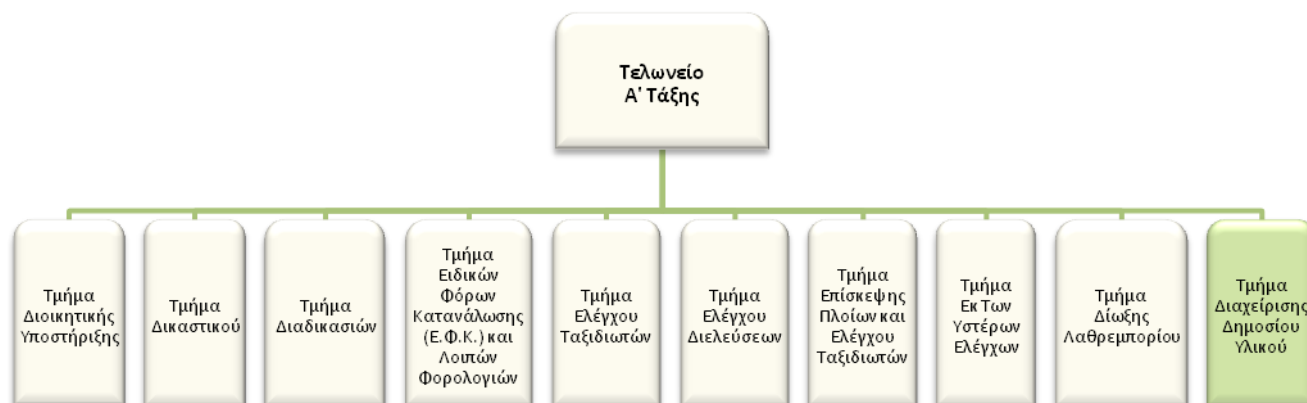 Τελωνείο
Α' Τάξης
Τμήμα
Διοικητικής
Υποστήριξης
Τμήμα
Δικαστικού
Τμήμα
Διαδικασιών
Τμήμα
Ειδικών
Φόρων
Κατανάλωσης
(Ε.Φ.Κ.) και
Λοιπών
Φορολογιών
Τμήμα
Ελέγχου
Ταξιδιωτών
Τμήμα
Ελέγχου
Διελεύσεων
Τμήμα
Επίσκεψης
Πλοίων και
Ελέγχου
Ταξιδιωτών
Τμήμα
Εκ Των
Υστέρων
Ελέγχων
Τμήμα
Δίωξης
Λαθρεμπορίου
Τμήμα
Διαχείρισης
Δημοσίου
Υλικού